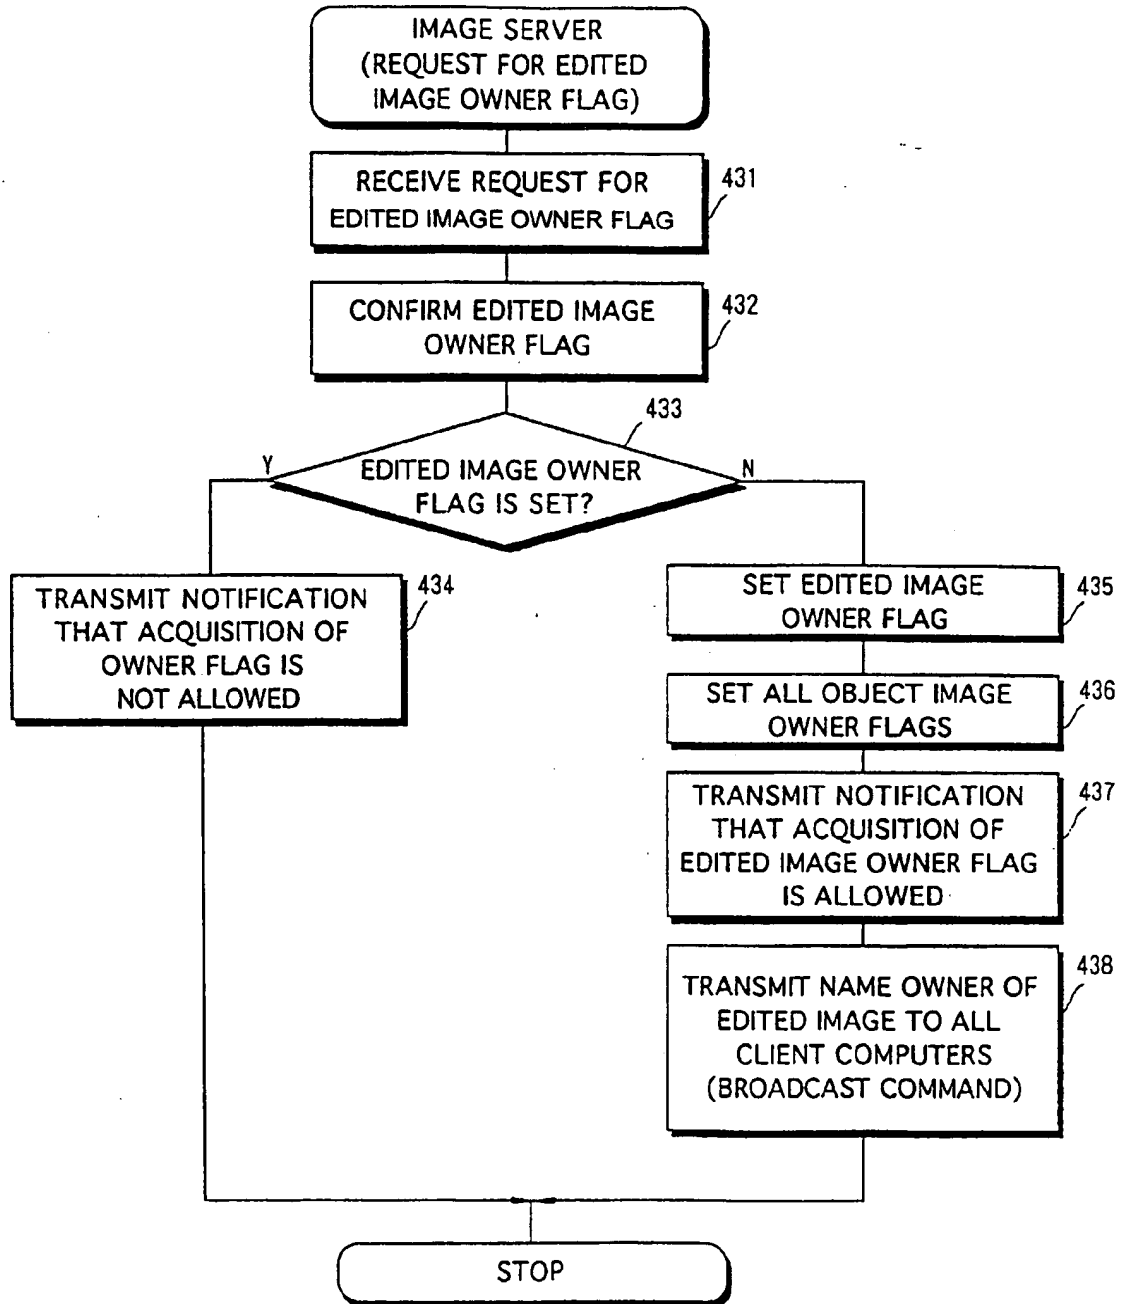 IMAGE SERVER
(REQUEST FOR EDITED
IMAGE OWNER FLAG)
RECEIVE REQUEST FOR
EDITED IMAGE OWNER FLAG
431
CONFIRM EDITED IMAGE
OWNER FLAG
432
433
EDITED IMAGE OWNER
FLAG IS SET?
Y
N
TRANSMIT NOTIFICATION
THAT ACQUISITION OF
OWNER FLAG IS
NOT ALLOWED
434
SET EDITED IMAGE
OWNER FLAG
435
SET ALL OBJECT IMAGE
OWNER FLAGS
436
TRANSMIT NOTIFICATION
THAT ACQUISITION OF
EDITED IMAGE OWNER FLAG
IS ALLOWED
437
TRANSMIT NAME OWNER OF
EDITED IMAGE TO ALL
CLIENT COMPUTERS
(BROADCAST COMMAND)
438
STOP